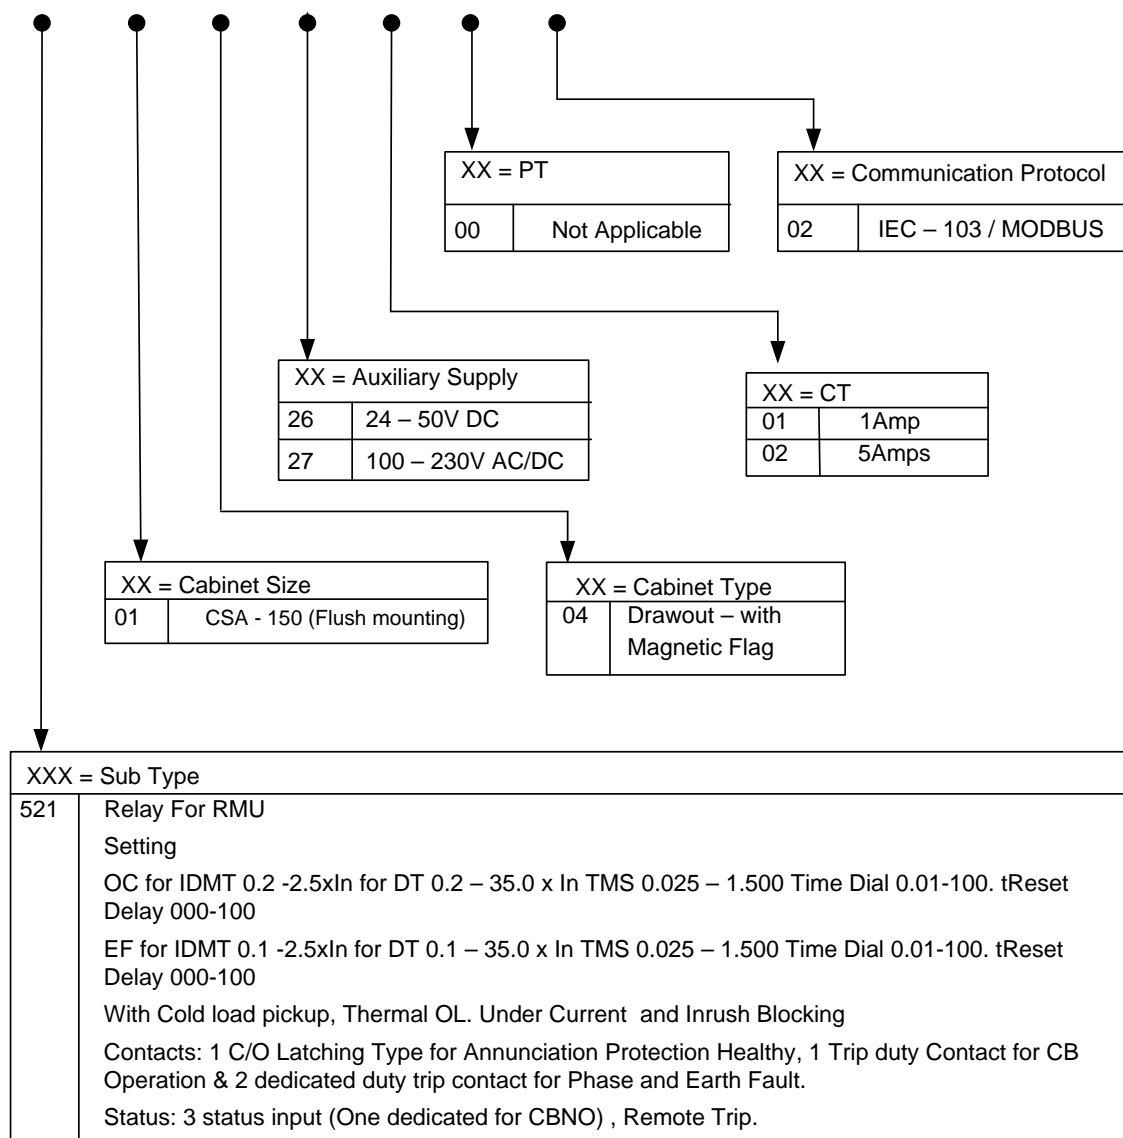 XX = PT
00 Not Applicable
XX = Communication Protocol
02 IEC – 103 / MODBUS
XX = Auxiliary Supply
26 24 – 50V DC
27 100 – 230V AC/DC
XX = CT
01 1Amp
02 5Amps
XX = Cabinet Size
01 CSA - 150 (Flush mounting)
XX = Cabinet Type
04 Drawout – with
Magnetic Flag
XXX = Sub Type
521 Relay For RMU
Setting
OC for IDMT 0.2 -2.5xIn for DT 0.2 – 35.0 x In TMS 0.025 – 1.500 Time Dial 0.01-100. tReset
Delay 000-100
EF for IDMT 0.1 -2.5xIn for DT 0.1 – 35.0 x In TMS 0.025 – 1.500 Time Dial 0.01-100. tReset
Delay 000-100
With Cold load pickup, Thermal OL. Under Current and Inrush Blocking
Contacts: 1 C/O Latching Type for Annunciation Protection Healthy, 1 Trip duty Contact for CB
Operation & 2 dedicated duty trip contact for Phase and Earth Fault.
Status: 3 status input (One dedicated for CBNO) , Remote Trip.